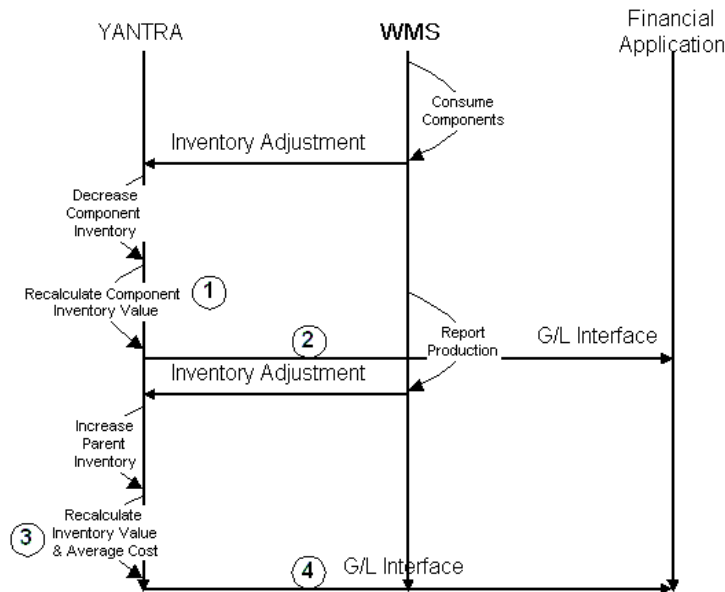 YANTRA
WMS
Financial
Application
Consume
Components
Inventory Adjustment
Decrease
Component
Inventory
Recalculate Component
Inventory Value
1
2
Report
Production
G/L Interface
Inventory Adjustment
Increase
Parent
Inventory
3
Recalculate
Inventory Value
& Average Cost
4
G/L Interface